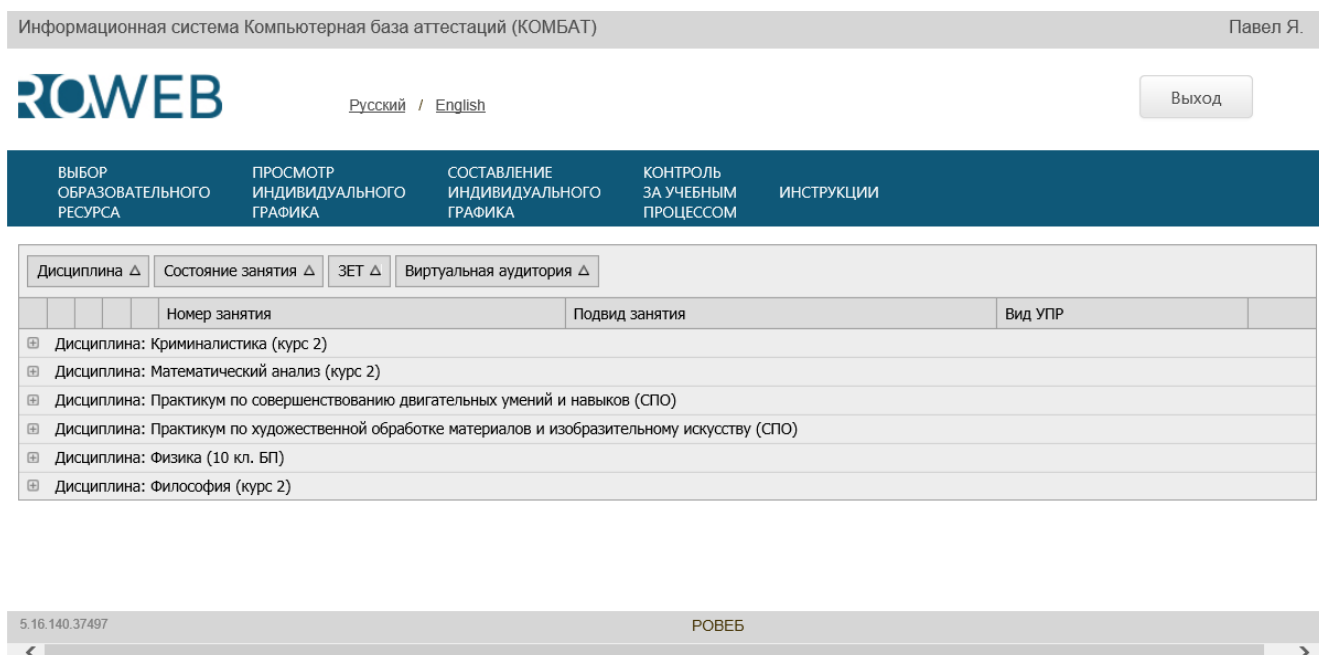 Информационная система Компьютерная база аттестаций (КОМБАТ) Павел Я.
ROWEB Русский / English Выход
ВЫБОР ОБРАЗОВАТЕЛЬНОГО РЕСУРСА
ПРОСМОТР ИНДИВИДУАЛЬНОГО ГРАФИКА
СОСТАВЛЕНИЕ ИНДИВИДУАЛЬНОГО ГРАФИКА
КОНТРОЛЬ ЗА УЧЕБНЫМ ПРОЦЕССОМ
ИНСТРУКЦИИ
Дисциплина Состояние занятия ЗЕТ Виртуальная аудитория
Номер занятия Подвид занятия Вид УПР
Дисциплина: Криминалистика (курс 2)
Дисциплина: Математический анализ (курс 2)
Дисциплина: Практикум по совершенствованию двигательных умений и навыков (СПО)
Дисциплина: Практикум по художественной обработке материалов и изобразительному искусству (СПО)
Дисциплина: Физика (10 кл. БП)
Дисциплина: Философия (курс 2)
5.16.140.37497 РОВЕБ